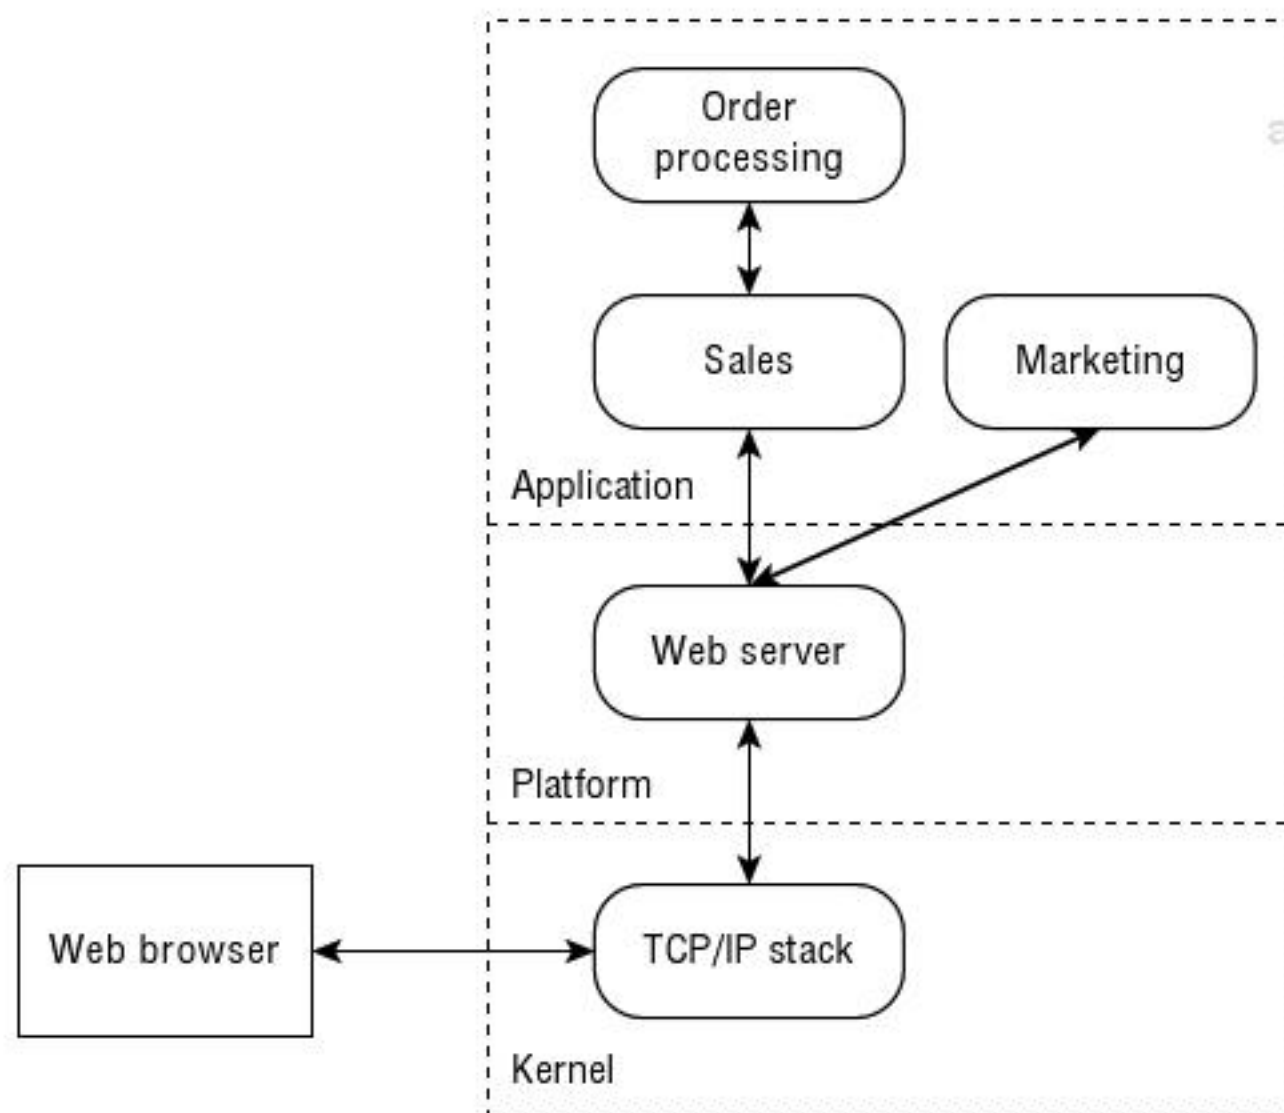 Order
processing
Sales
Marketing
Application
Web server
Platform
Web browser
TCP/IP stack
Kernel